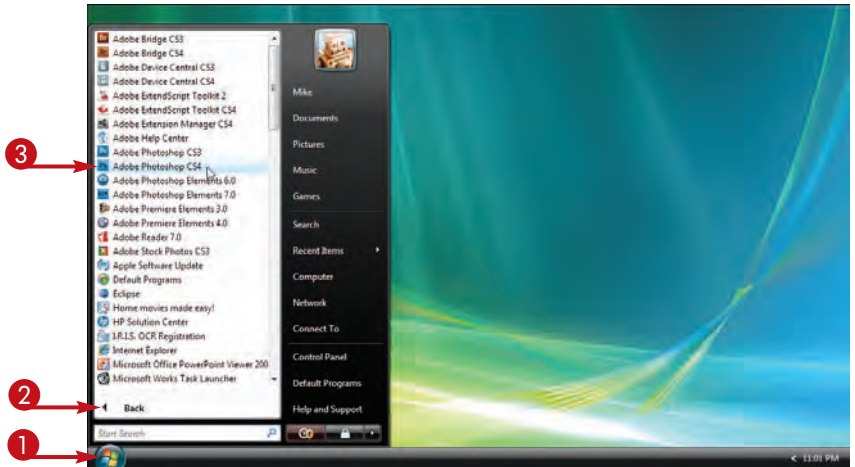 Adobe Bridge CS3
Adobe Bridge CS4
Adobe Device Central CS3
Adobe Device Central CS4
Adobe ExtendScript Toolkit 2
Adobe ExtendScript Toolkit CS4
Adobe Extension Manager CS4
Adobe Help Center
Adobe Photoshop CS3
3
Adobe Photoshop CS4
Adobe Photoshop Elements 6.0
Adobe Photoshop Elements 7.0
Adobe Premiere Elements 3.0
Adobe Premiere Elements 4.0
Adobe Reader 7.0
Adobe Stock Photos CS3
Apple Software Update
Default Programs
Eclipse
Home movies made easy!
HP Solution Center
I.R.I.S. OCR Registration
Internet Explorer
Microsoft Office PowerPoint Viewer 200
Microsoft Works Task Launcher
2
Back
Start Search
1
Mike
Documents
Pictures
Music
Games
Search
Recent Items
Computer
Network
Connect To
Control Panel
Default Programs
Help and Support
11:01 PM